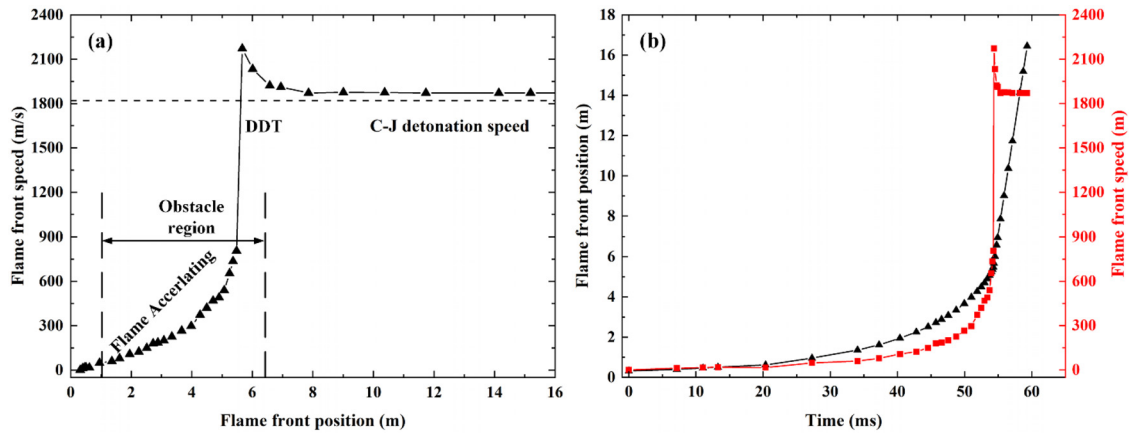 (a)
Flame front speed (m/s)
2400
2100
1800
1500
1200
900
600
300
0
DDT
C-J detonation speed
Obstacle
region
Flame Accerlating
0 2 4 6 8 10 12 14 16
Flame front position (m)
(b)
Flame front position (m)
18
16
14
12
10
8
6
4
2
0
2400
2100
1800
1500
1200
900
600
300
0
Flame front speed (m)
0 10 20 30 40 50 60
Time (ms)